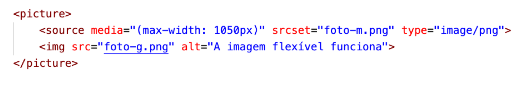 <picture>
<source media="(max-width: 1050px)" srcset="foto-m.png" type="image/png">
<img src="foto-g.png" alt="A imagem flexível funciona">
</picture>